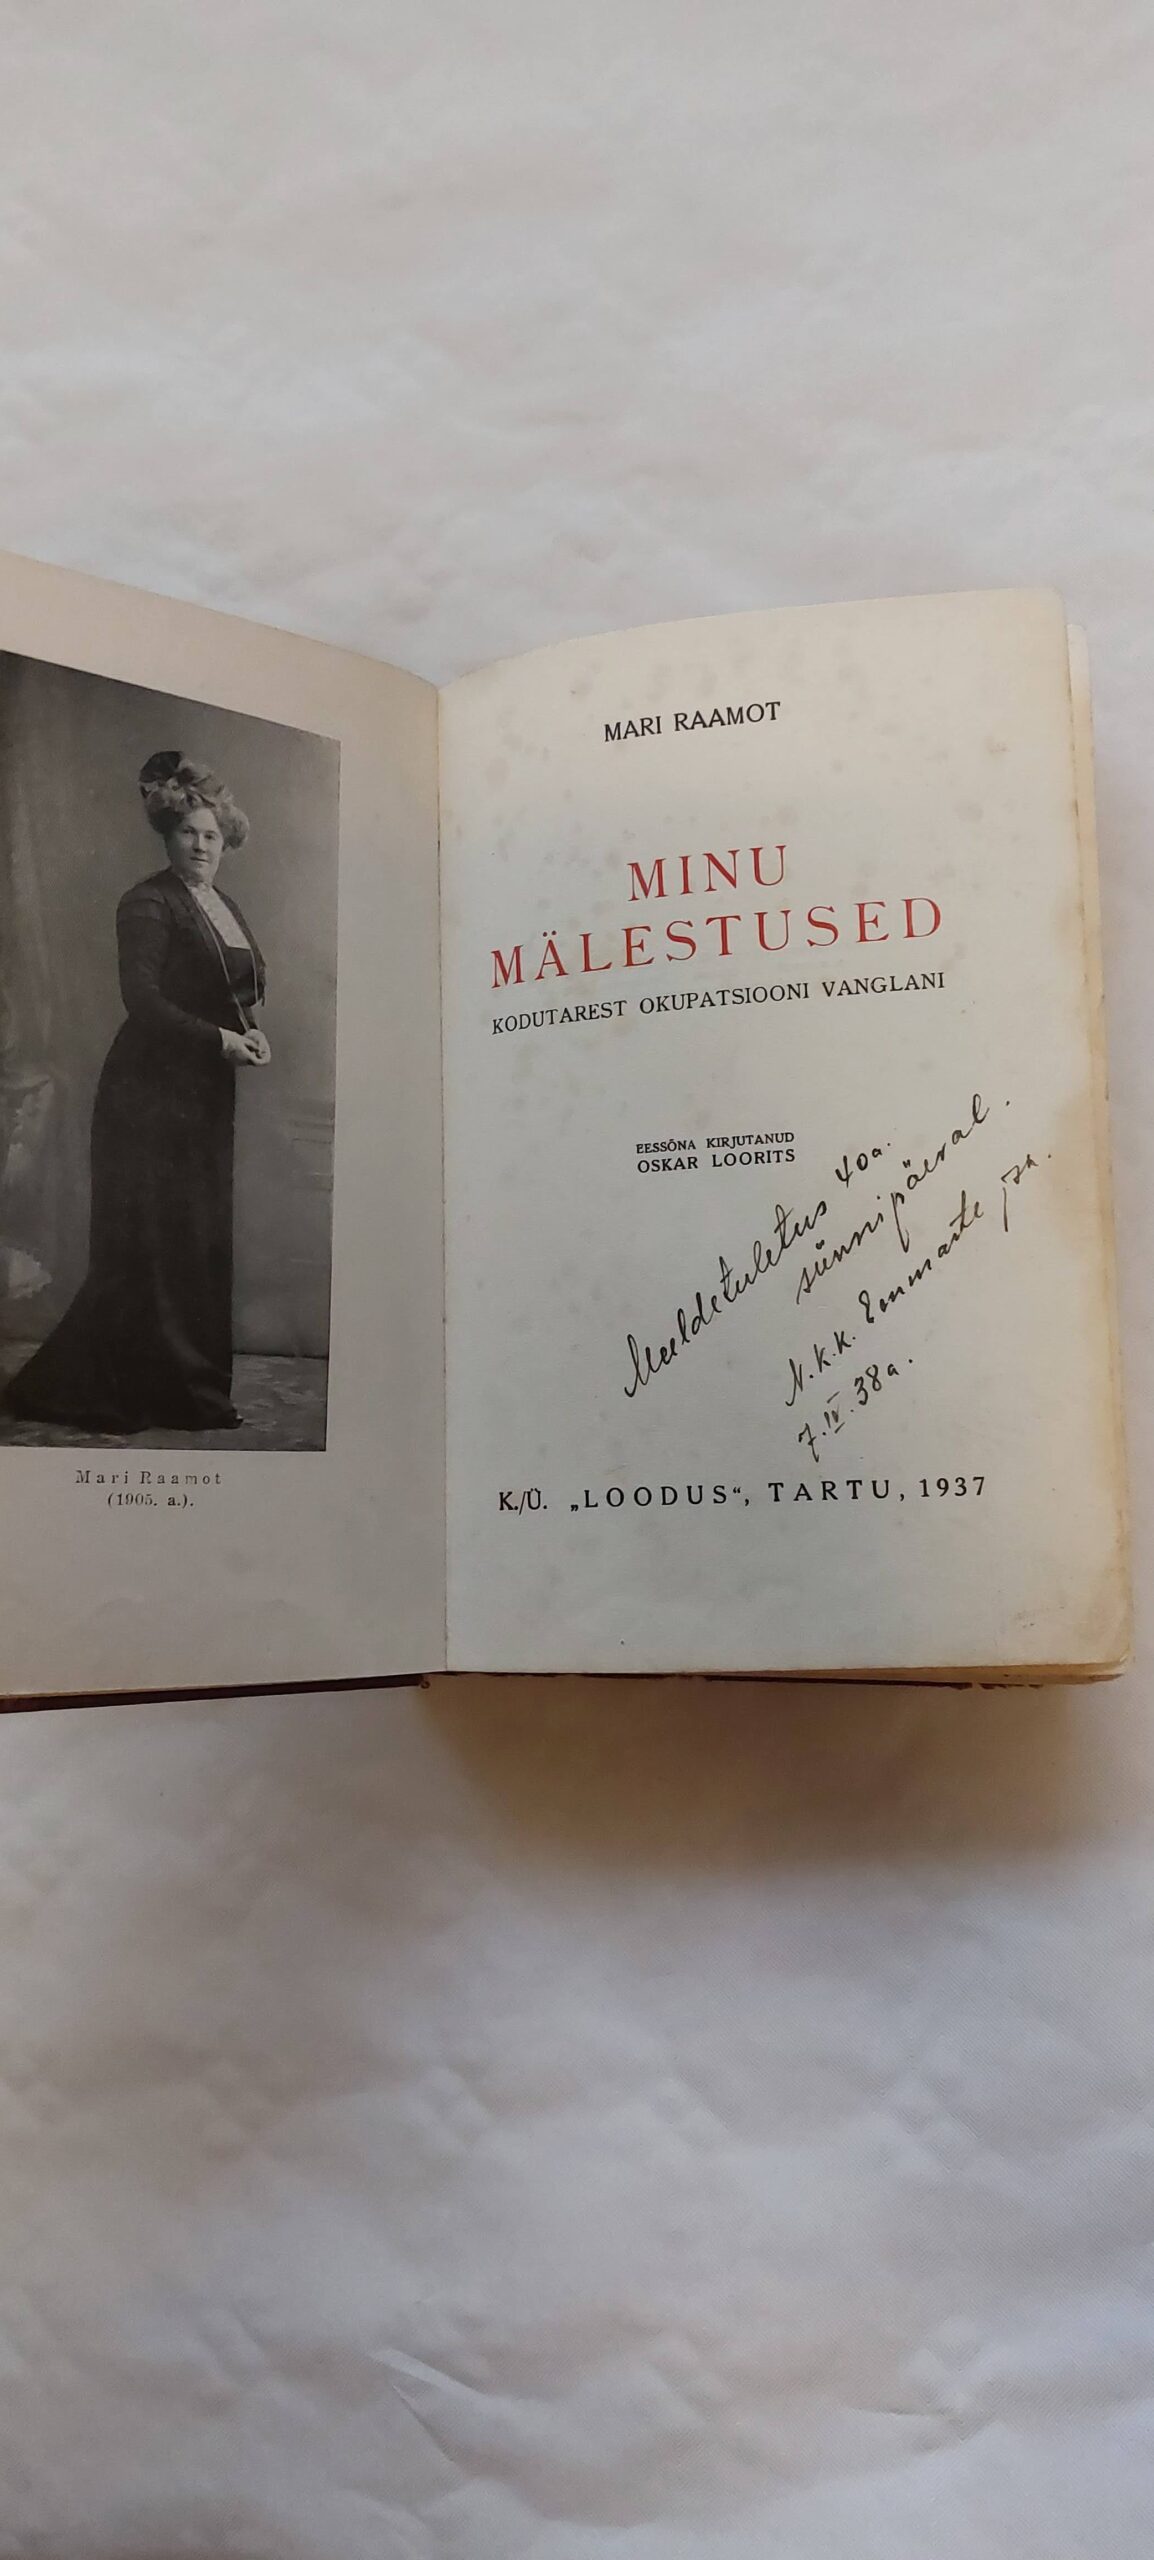 Mari Raamot
(1905. a.).
MARI RAAMOT
MINU
MÄLESTUSED
KODUTAREST OKUPATSIOONI VANGLANI
EESSÕNA KIRJUTANUD
OSKAR LOORITS
Meeldetuletus 40a.
sünnipäeval.
N.K.K. Emmaste
7.IV.38a.
K./Ü. „LOODUS“, TARTU, 1937